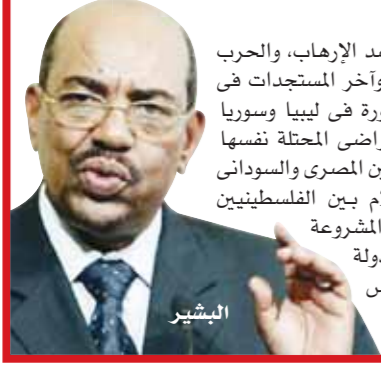 ضد الإرهاب، والحرب
وآخر المستجدات فى
ورة فى ليبيا وسوريا
راضى المحتلة نفسها
ين المصرى والسودانى
م بين الفلسطينيين
المشروعة
دولة
س
البشير